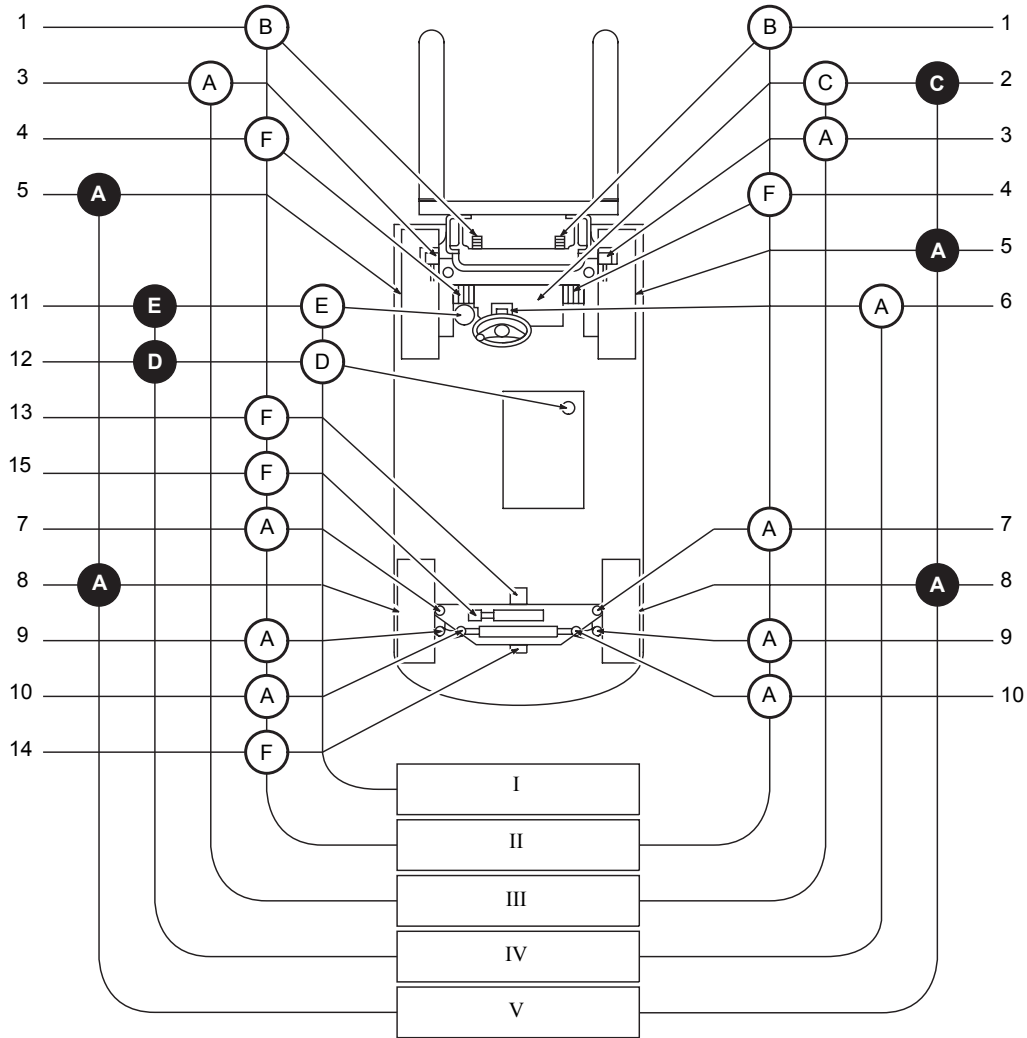 1 B B 1
3 A C C 2
4 F A 3
5 A F 4
A 5
11 E E A 6
12 D D
13 F
15 F
7 A A 7
8 A A 8
9 A A 9
10 A A 10
14 F
I
II
III
IV
V